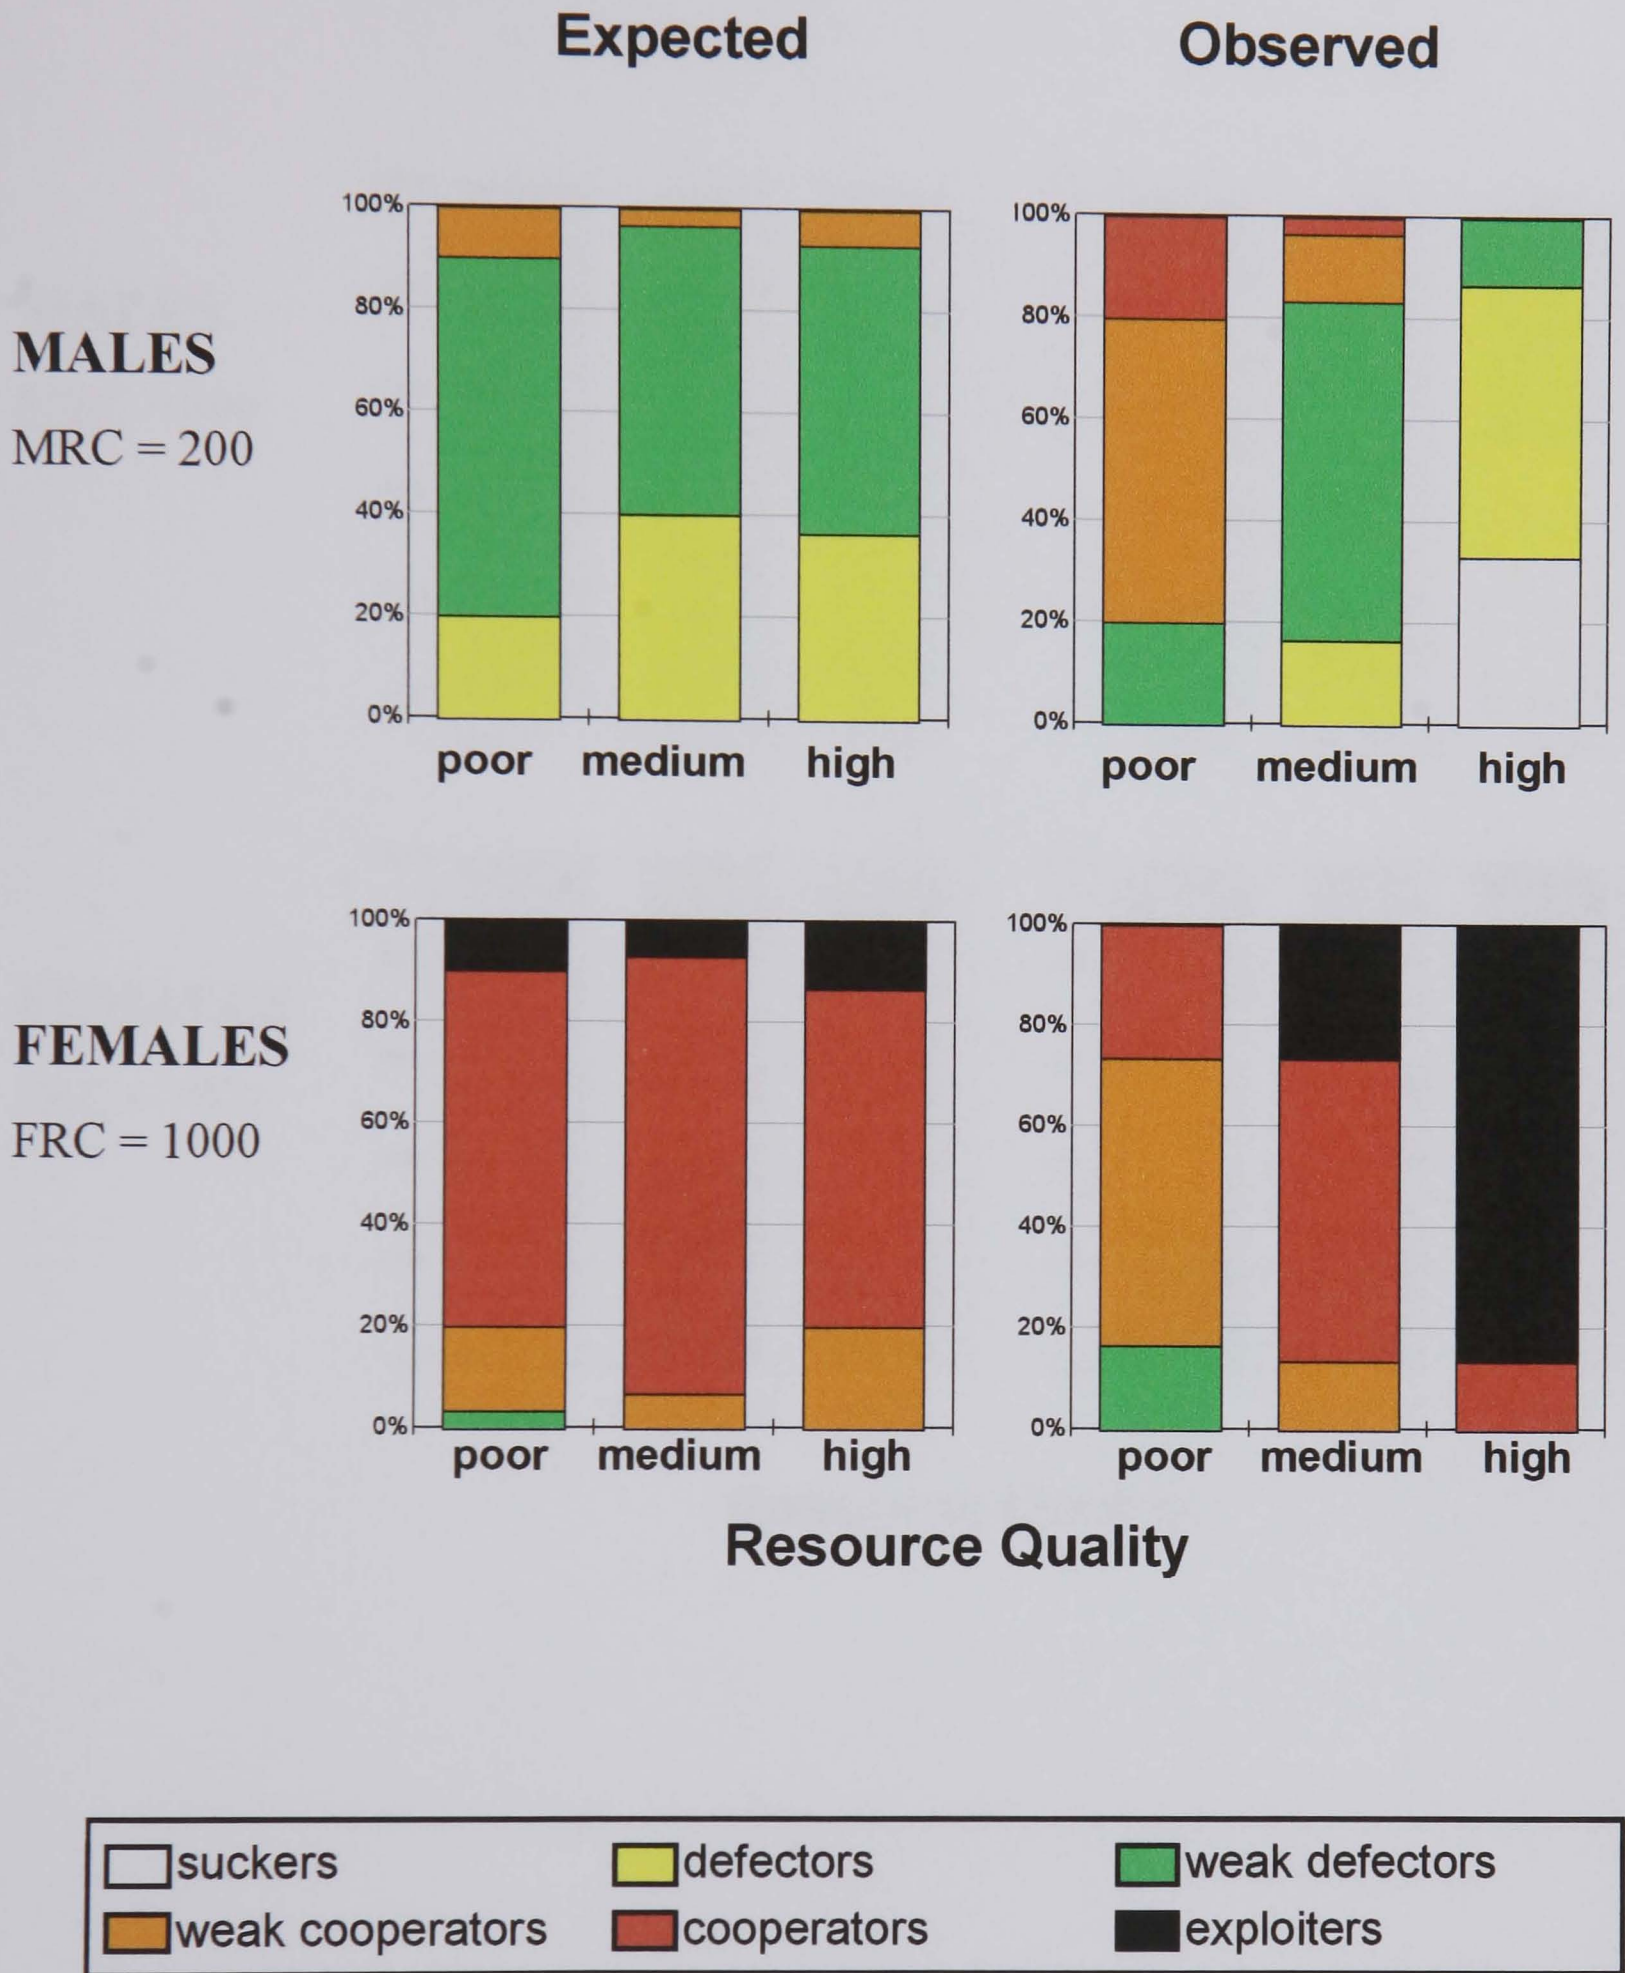 Expected Observed
MALES
MRC = 200
100% 100%
80% 80%
60% 60%
40% 40%
20% 20%
0% 0%
poor medium high poor medium high
FEMALES
FRC = 1000
100% 100%
80% 80%
60% 60%
40% 40%
20% 20%
0% 0%
poor medium high poor medium high
Resource Quality
suckers defectors weak defectors
weak cooperators cooperators exploiters